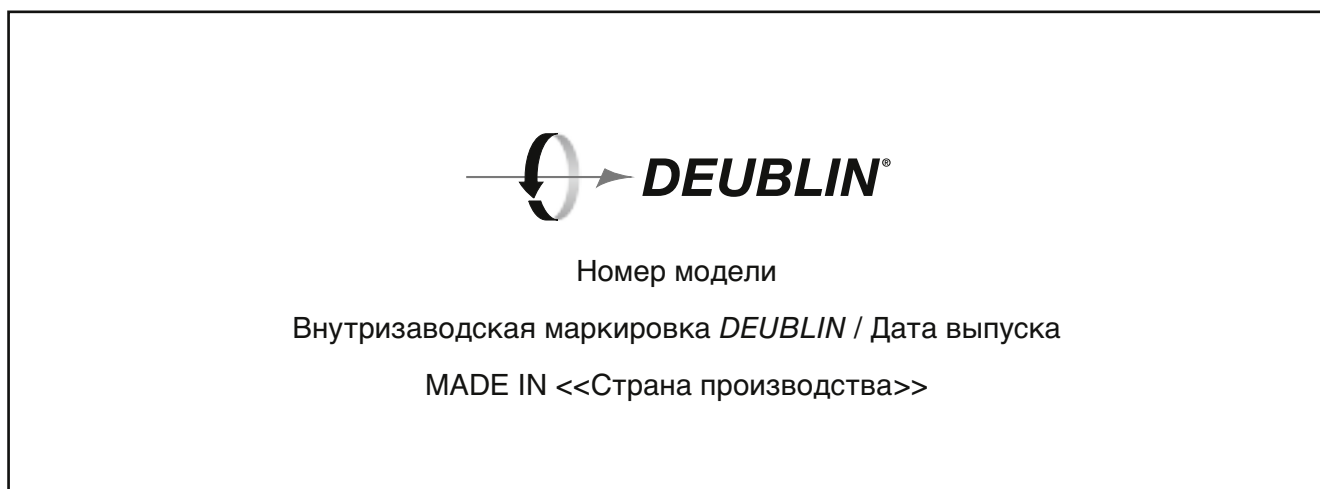 DEUBLIN®
Номер модели
Внутризаводская маркировка DEUBLIN / Дата выпуска
MADE IN <<Страна производства>>